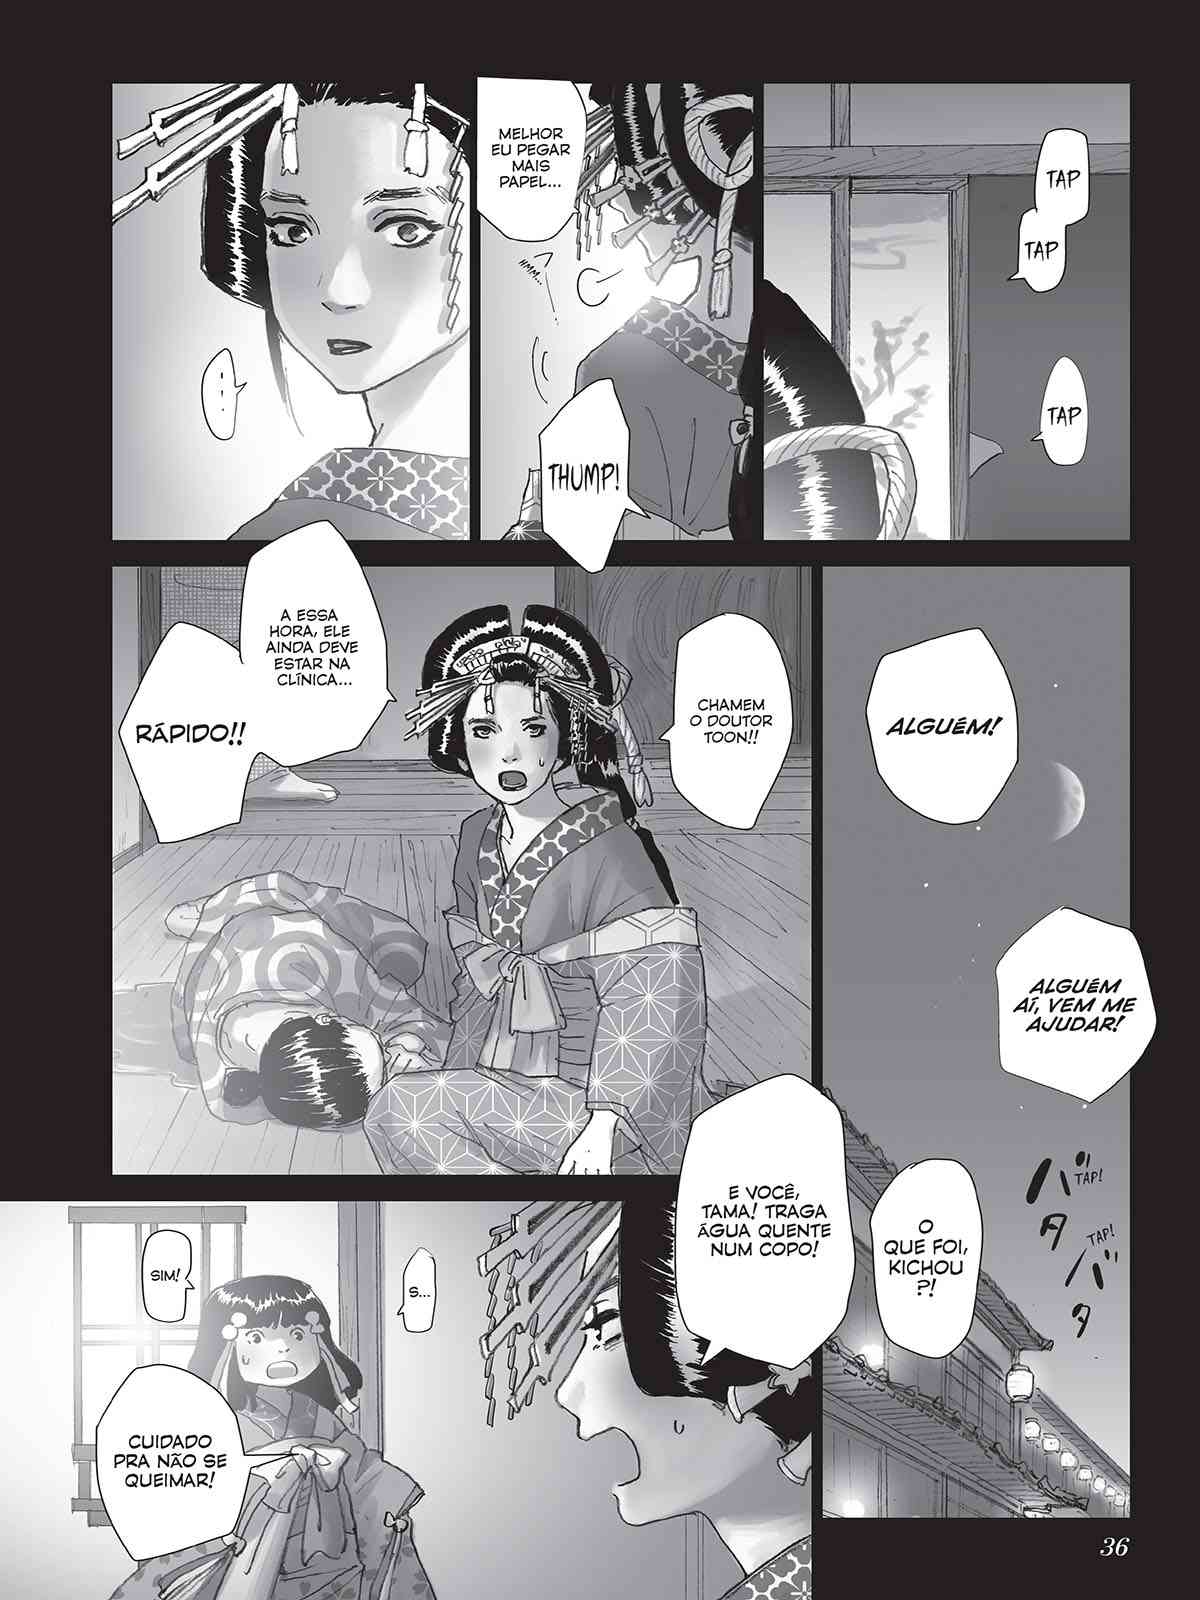 TAP
TAP
TAP
MELHOR
EU PEGAR
MAIS
PAPEL...
HMM...
THUMP!
...
ALGUÉM!
ALGUÉM
AÍ, VEM ME
AJUDAR!
パタ
TAP!
パタ
TAP!
O
QUE FOI,
KICHOU
?!
CHAMEM
O DOUTOR
TOON!!
A ESSA
HORA, ELE
AINDA DEVE
ESTAR NA
CLÍNICA...
RÁPIDO!!
E VOCÊ,
TAMA! TRAGA
ÁGUA QUENTE
NUM COPO!
S...
SIM!
CUIDADO
PRA NÃO SE
QUEIMAR!
36